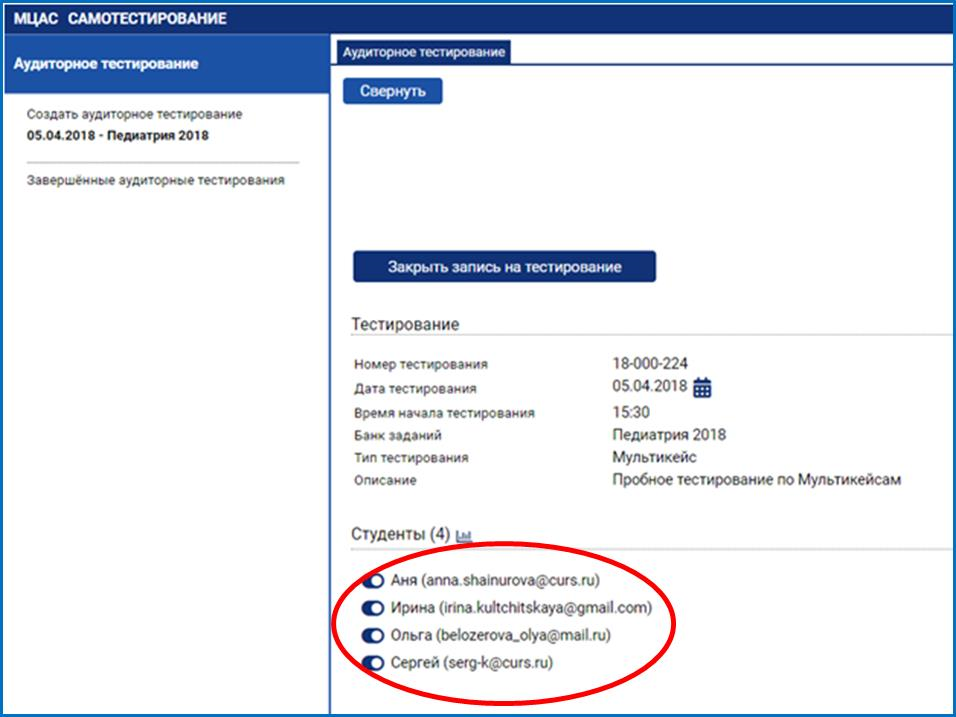 МЦАС САМОТЕСТИРОВАНИЕ
Аудиторное тестирование
Создать аудиторное тестирование
05.04.2018 - Педиатрия 2018
Завершённые аудиторные тестирования
Аудиторное тестирование
Свернуть
Закрыть запись на тестирование
Тестирование
Номер тестирования 18-000-224
Дата тестирования 05.04.2018
Время начала тестирования 15:30
Банк заданий Педиатрия 2018
Тип тестирования Мультикейс
Описание Пробное тестирование по Мультикейсам
Студенты (4)
Аня (anna.shainurova@curs.ru)
Ирина (irina.kultchitskaya@gmail.com)
Ольга (belozerova_olya@mail.ru)
Сергей (serg-k@curs.ru)